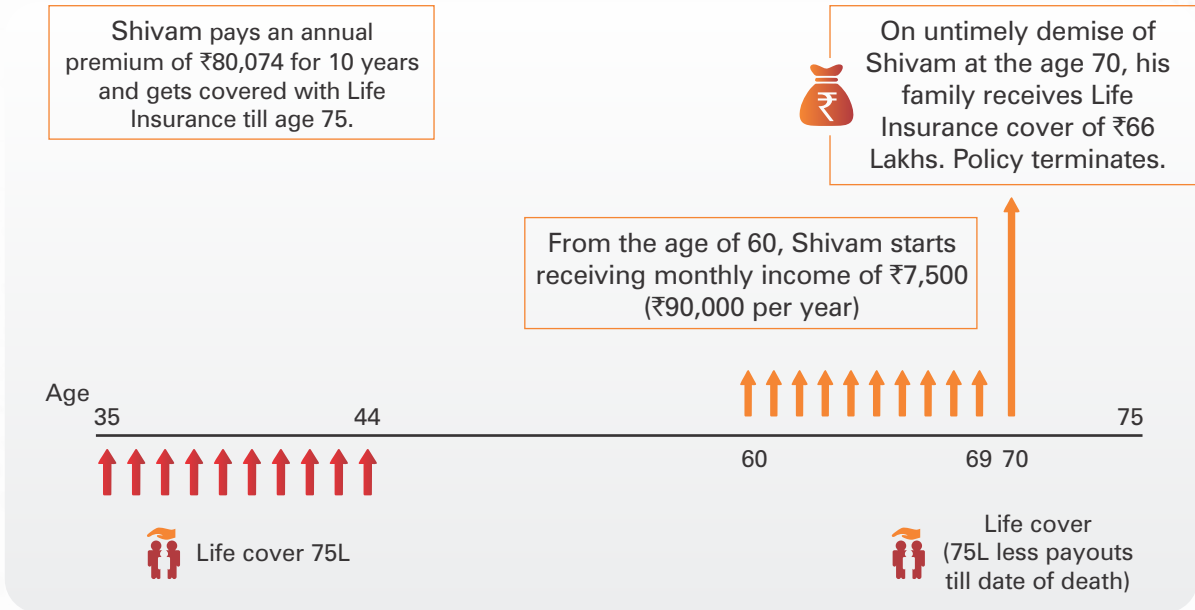 Shivam pays an annual
premium of ₹80,074 for 10 years
and gets covered with Life
Insurance till age 75.
On untimely demise of
Shivam at the age 70, his
family receives Life
Insurance cover of ₹66
Lakhs. Policy terminates.
₹
From the age of 60, Shivam starts
receiving monthly income of ₹7,500
(₹90,000 per year)
Age
35 44 75
60 69 70
Life cover 75L
Life cover
(75L less payouts
till date of death)